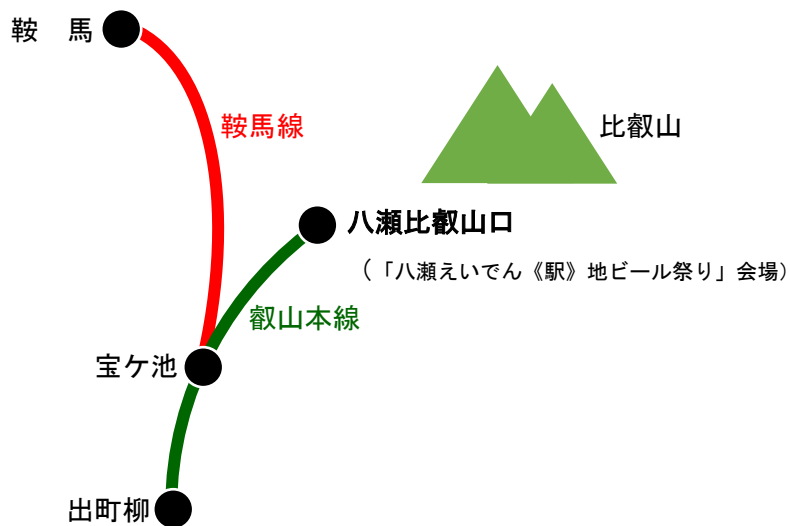 鞍　馬
鞍馬線
比叡山
八瀬比叡山口
（「八瀬えいでん《駅》地ビール祭り」会場）
叡山本線
宝ケ池
出町柳